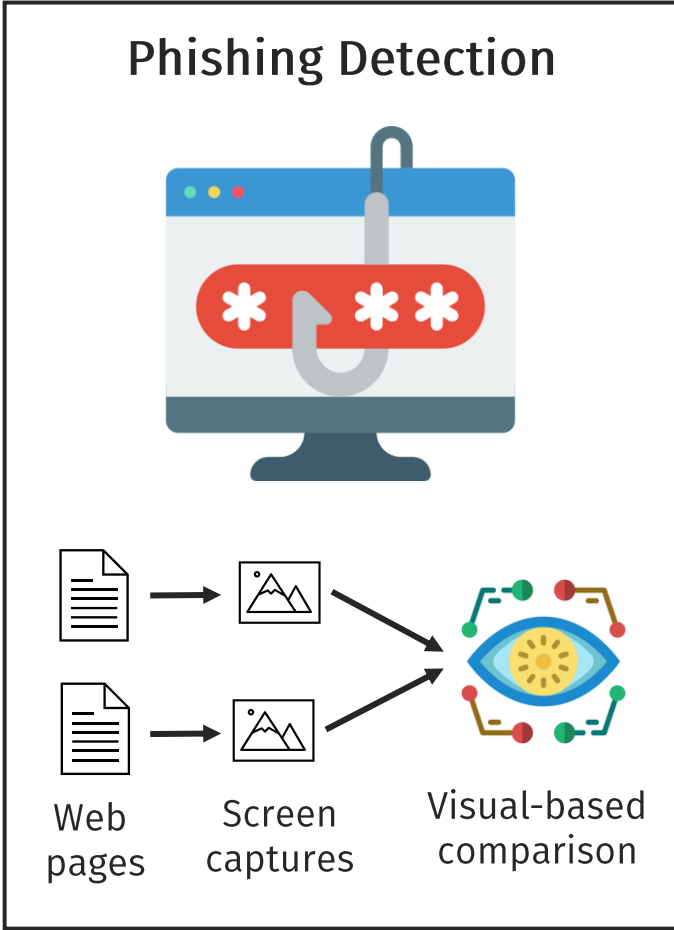 Phishing Detection
* * *
Web
pages
Screen
captures
Visual-based
comparison